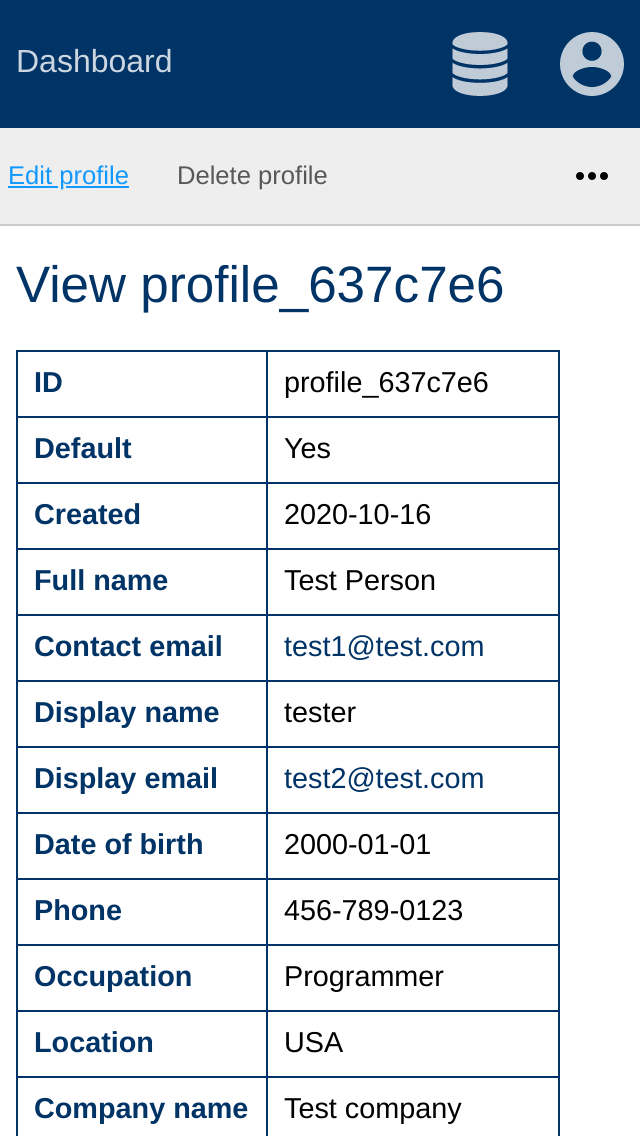 Dashboard
Edit profile Delete profile •••
View profile_637c7e6
ID profile_637c7e6
Default Yes
Created 2020-10-16
Full name Test Person
Contact email test1@test.com
Display name tester
Display email test2@test.com
Date of birth 2000-01-01
Phone 456-789-0123
Occupation Programmer
Location USA
Company name Test company